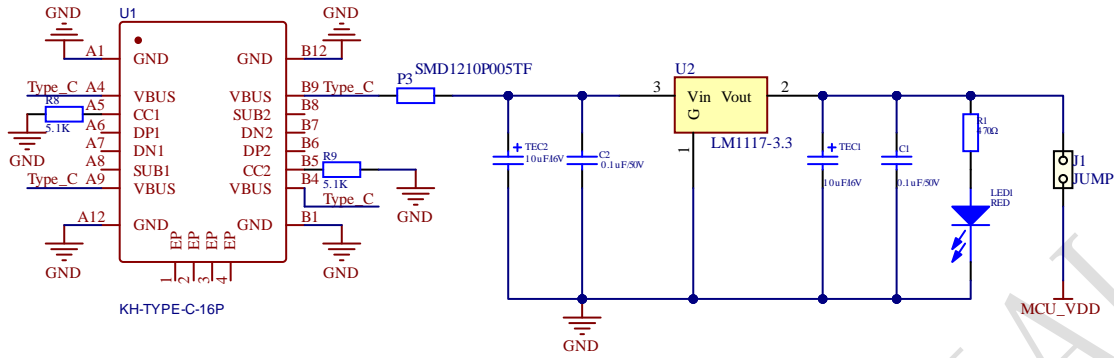 GND
U1
GND
A1
GND
GND
B12
Type_C
A4
VBUS
VBUS
B9
Type_C
P3
SMD1210P005TF
R8
5.1K
A5
CC1
SUB2
B8
A6
DP1
DN2
B7
GND
A7
DN1
DP2
B6
A8
SUB1
CC2
B5
R9
5.1K
Type_C
A9
VBUS
VBUS
B4
Type_C
GND
A12
GND
GND
B1
GND
EP
EP
EP
EP
1
2
3
4
GND
KH-TYPE-C-16P
U2
3
Vin
Vout
2
G
1
LM1117-3.3
TEC2
10uF/16V
C2
0.1uF/50V
TEC1
10uF/16V
C1
0.1uF/50V
R1
470Ω
LED1
RED
J1
JUMP
MCU_VDD
GND